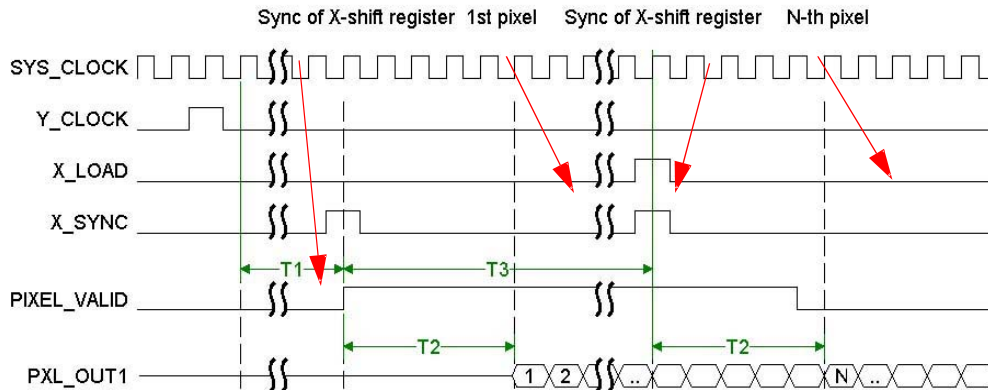 Sync of X-shift register 1st pixel Sync of X-shift register N-th pixel
SYS_CLOCK
Y_CLOCK
X_LOAD
X_SYNC
T1 T3
PIXEL_VALID
T2 T2
PXL_OUT1 1 2 .. N ..